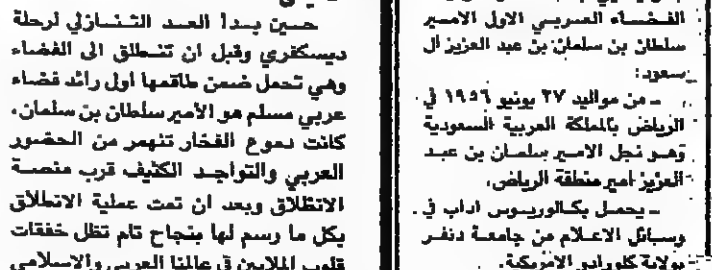 الفضاء العربي الاول الامير
سلطان بن سلمان بن عبد العزيز ال
سعود:
ـ من مواليد ٢٧ يونيو ١٩٥٦ في
الرياض بالمملكة العربية السعودية
وهو نجل الامير سلمان بن عبد
العزيز امير منطقة الرياض.
ـ يحمل بكالوريوس اداب في
وسائل الاعلام من جامعة دنفر
بولاية كلورادو الامريكية.
حين بدأ العد التنازلي لرحلة
ديسكفري وقبل ان تنطلق الى الفضاء
وهي تحمل ضمن طاقمها اول رائد فضاء
عربي مسلم هو الأمير سلطان بن سلمان،
كانت دموع الفخار تنهمر من الحضور
العربي والتواجد الكثيف قرب منصة
الانطلاق وبعد ان تمت عملية الانطلاق
بكل ما رسم لها بنجاح تام تظل خفقات
قلوب الملايين في عالمنا العربي والاسلامي